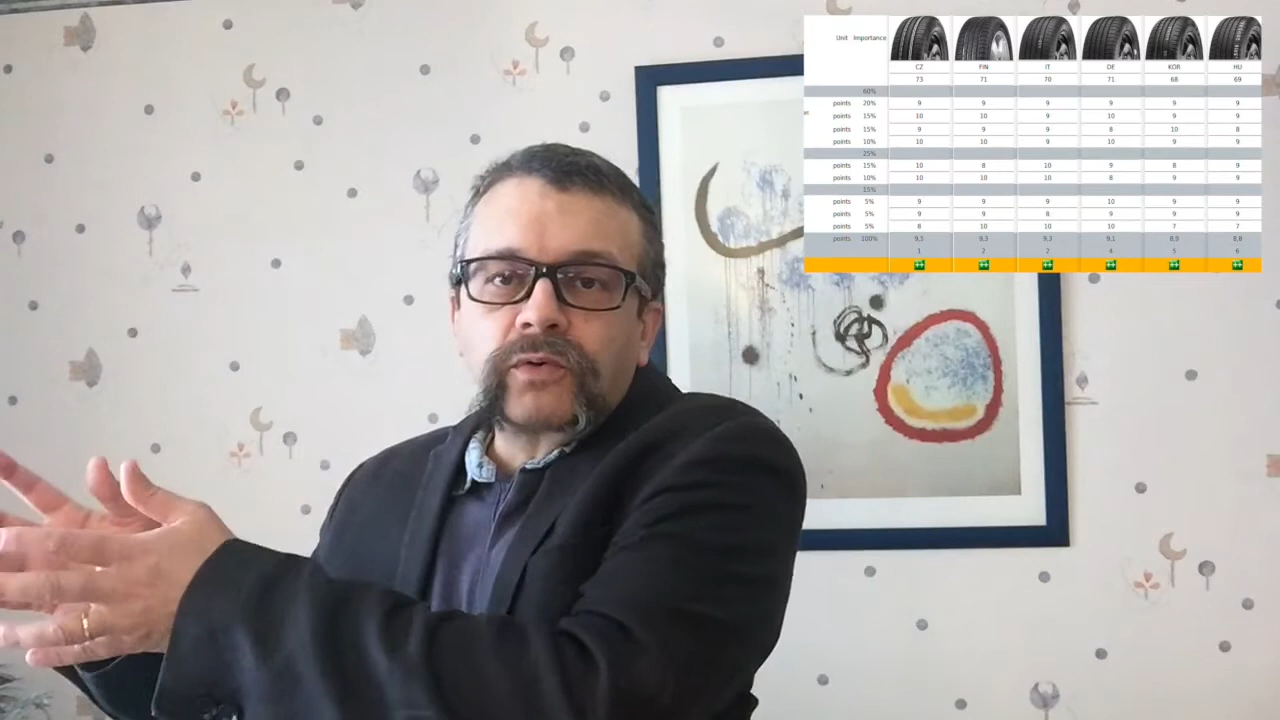 Unit Importance
CZ FIN IT DE KOR HU
73 71 70 71 68 69
60%
points 20% 9 9 9 9 9 9
points 15% 10 10 9 10 9 9
points 15% 9 9 9 8 10 8
points 10% 10 10 9 10 9 9
25%
points 15% 10 8 10 9 8 9
points 10% 10 10 10 8 9 9
15%
points 5% 9 9 9 10 9 9
points 5% 9 9 8 9 9 9
points 5% 8 10 10 10 7 7
points 100% 9,5 9,3 9,3 9,1 8,9 8,8
1 2 2 4 5 6
++ ++ ++ ++ ++ ++